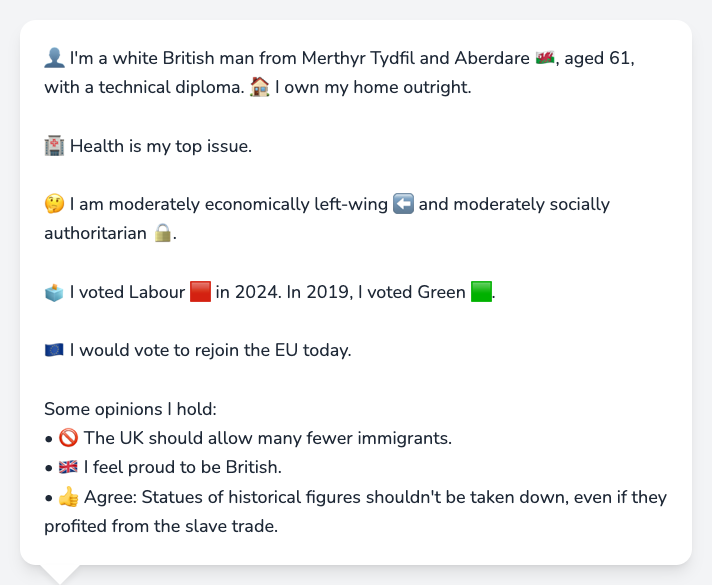 👤 I'm a white British man from Merthyr Tydfil and Aberdare 🏴󠁧󠁢󠁷󠁬󠁳󠁿, aged 61,
with a technical diploma. 🏠 I own my home outright.
🏥 Health is my top issue.
🤔 I am moderately economically left-wing ⬅️ and moderately socially
authoritarian 🔒.
🗳️ I voted Labour 🟥 in 2024. In 2019, I voted Green 🟩.
🇪🇺 I would vote to rejoin the EU today.
Some opinions I hold:
• 🚫 The UK should allow many fewer immigrants.
• 🇬🇧 I feel proud to be British.
• 👍 Agree: Statues of historical figures shouldn't be taken down, even if they
profited from the slave trade.